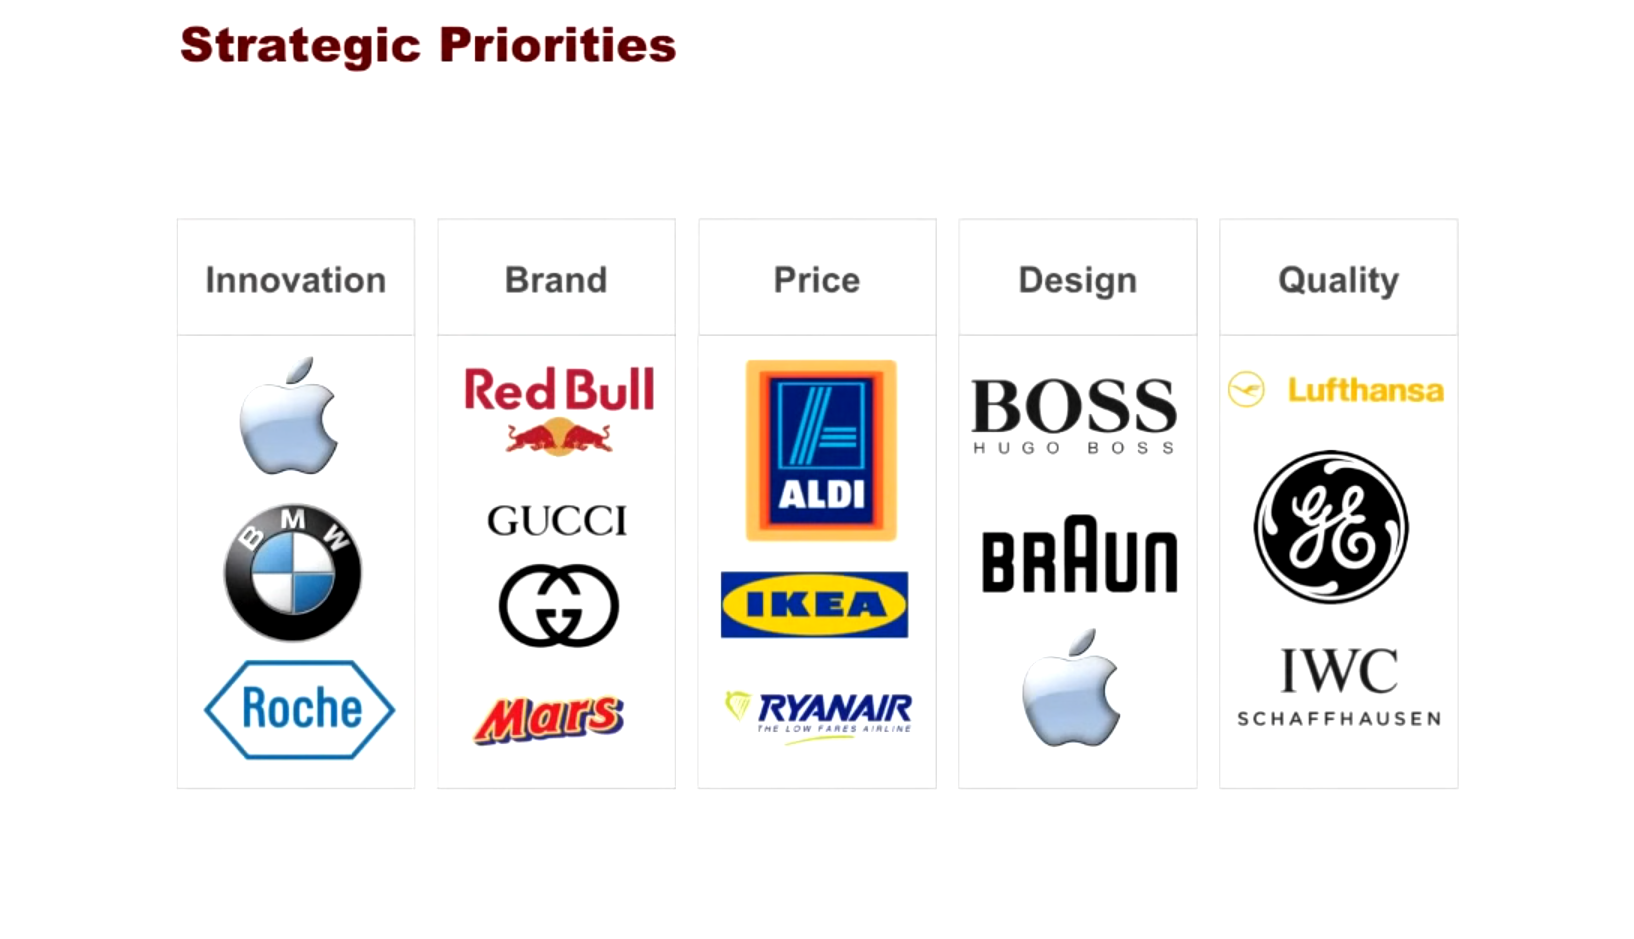 Strategic Priorities
Innovation
BMW
Roche
Brand
Red Bull
GUCCI
Mars
Price
ALDI
IKEA
RYANAIR
THE LOW FARES AIRLINE
Design
BOSS
HUGO BOSS
BRAUN
Quality
Lufthansa
GE
IWC
SCHAFFHAUSEN